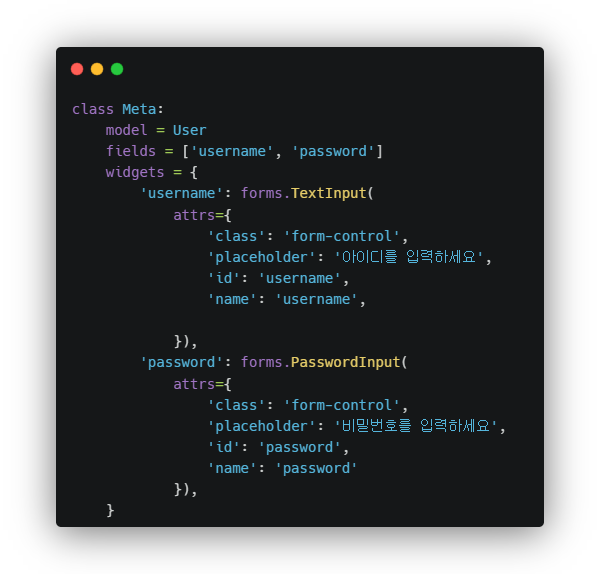 class Meta:
    model = User
    fields = ['username', 'password']
    widgets = {
        'username': forms.TextInput(
            attrs={
                'class': 'form-control',
                'placeholder': '아이디를 입력하세요',
                'id': 'username',
                'name': 'username',
            }),
        'password': forms.PasswordInput(
            attrs={
                'class': 'form-control',
                'placeholder': '비밀번호를 입력하세요',
                'id': 'password',
                'name': 'password'
            }),
    }